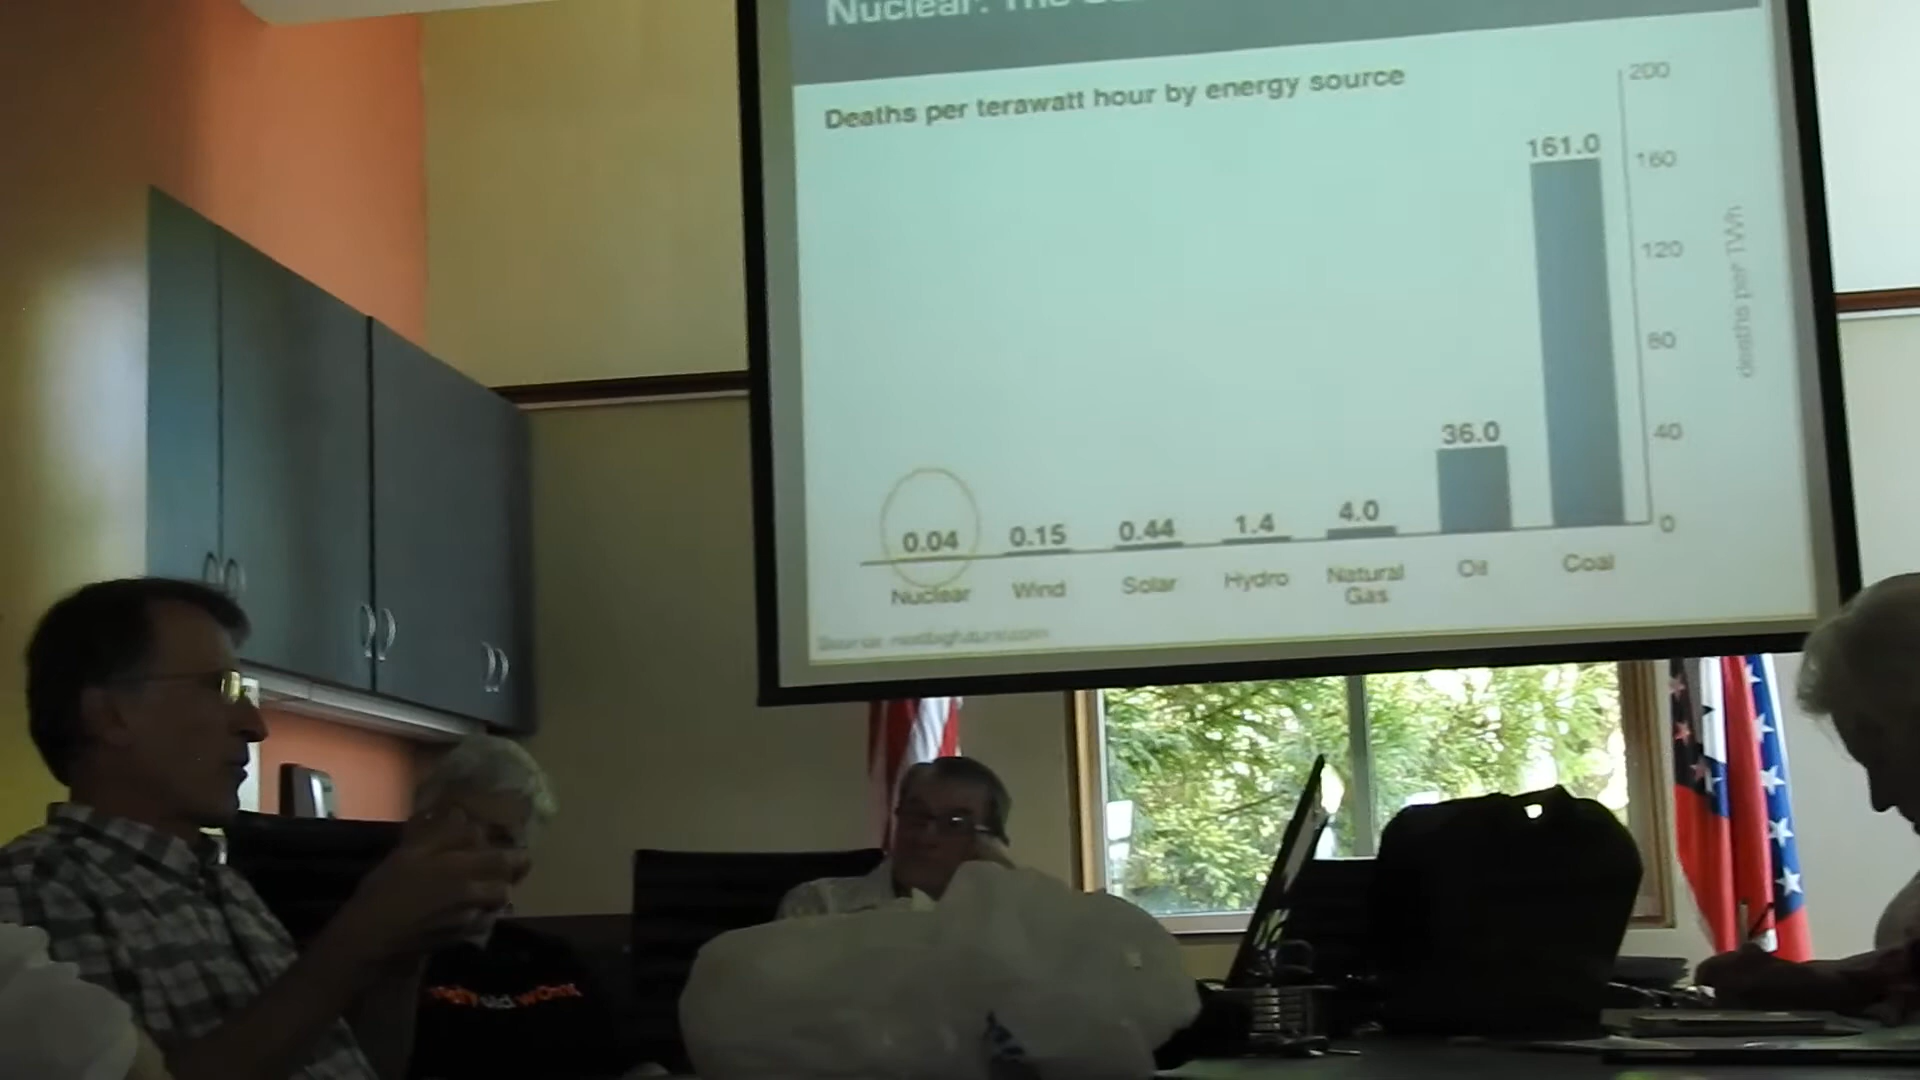 Nuclear: The
Deaths per terawatt hour by energy source
200
161.0
160
120
80
36.0
40
0.04 0.15 0.44 1.4 4.0
0
Nuclear Wind Solar Hydro Natural Gas Oil Coal
deaths per TWh
Source: